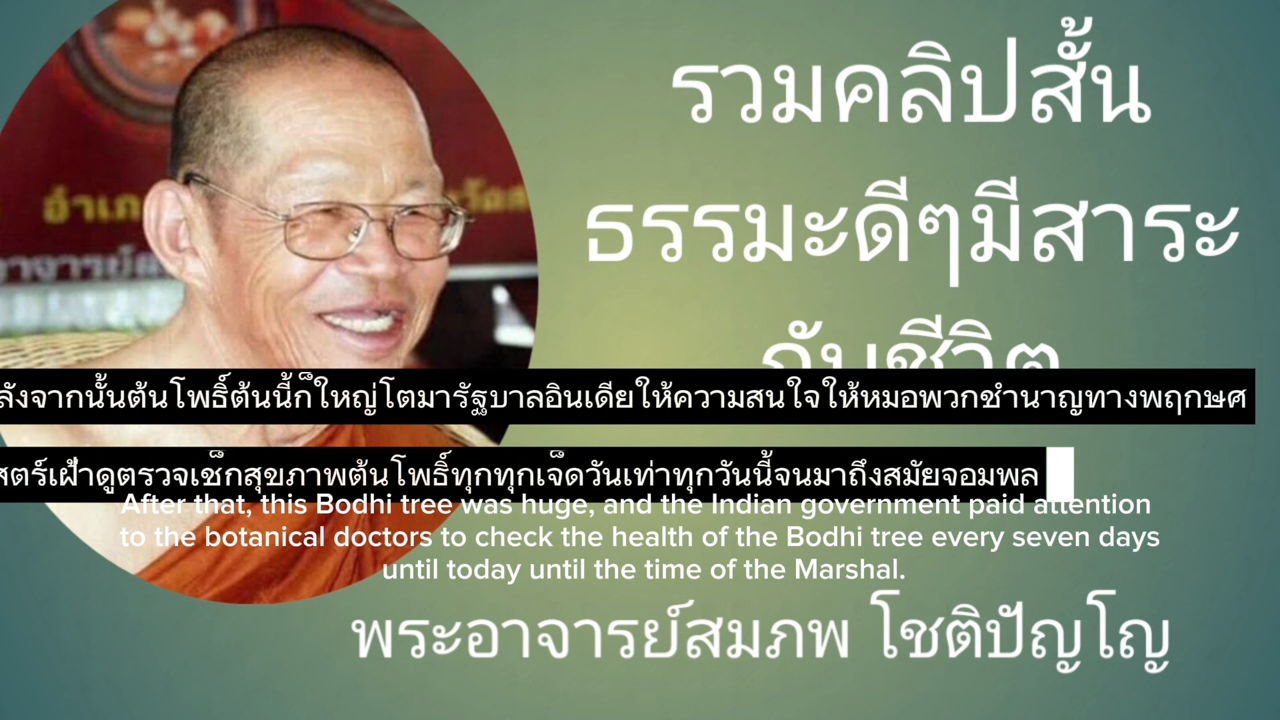 รวมคลิปสั้น
ธรรมะดีๆมีสาระ
กับชีวิต
ลังจากนั้นต้นโพธิ์ต้นนี้ก็ใหญ่โตมารัฐบาลอินเดียให้ความสนใจให้หมอพวกชำนาญทางพฤกษศ
สตร์เฝ้าดูตรวจเช็กสุขภาพต้นโพธิ์ทุกทุกเจ็ดวันเท่าทุกวันนี้จนมาถึงสมัยจอมพล
After that, this Bodhi tree was huge, and the Indian government paid attention
to the botanical doctors to check the health of the Bodhi tree every seven days
until today until the time of the Marshal.
พระอาจารย์สมภพ โชติปัญโญ
อำเภ